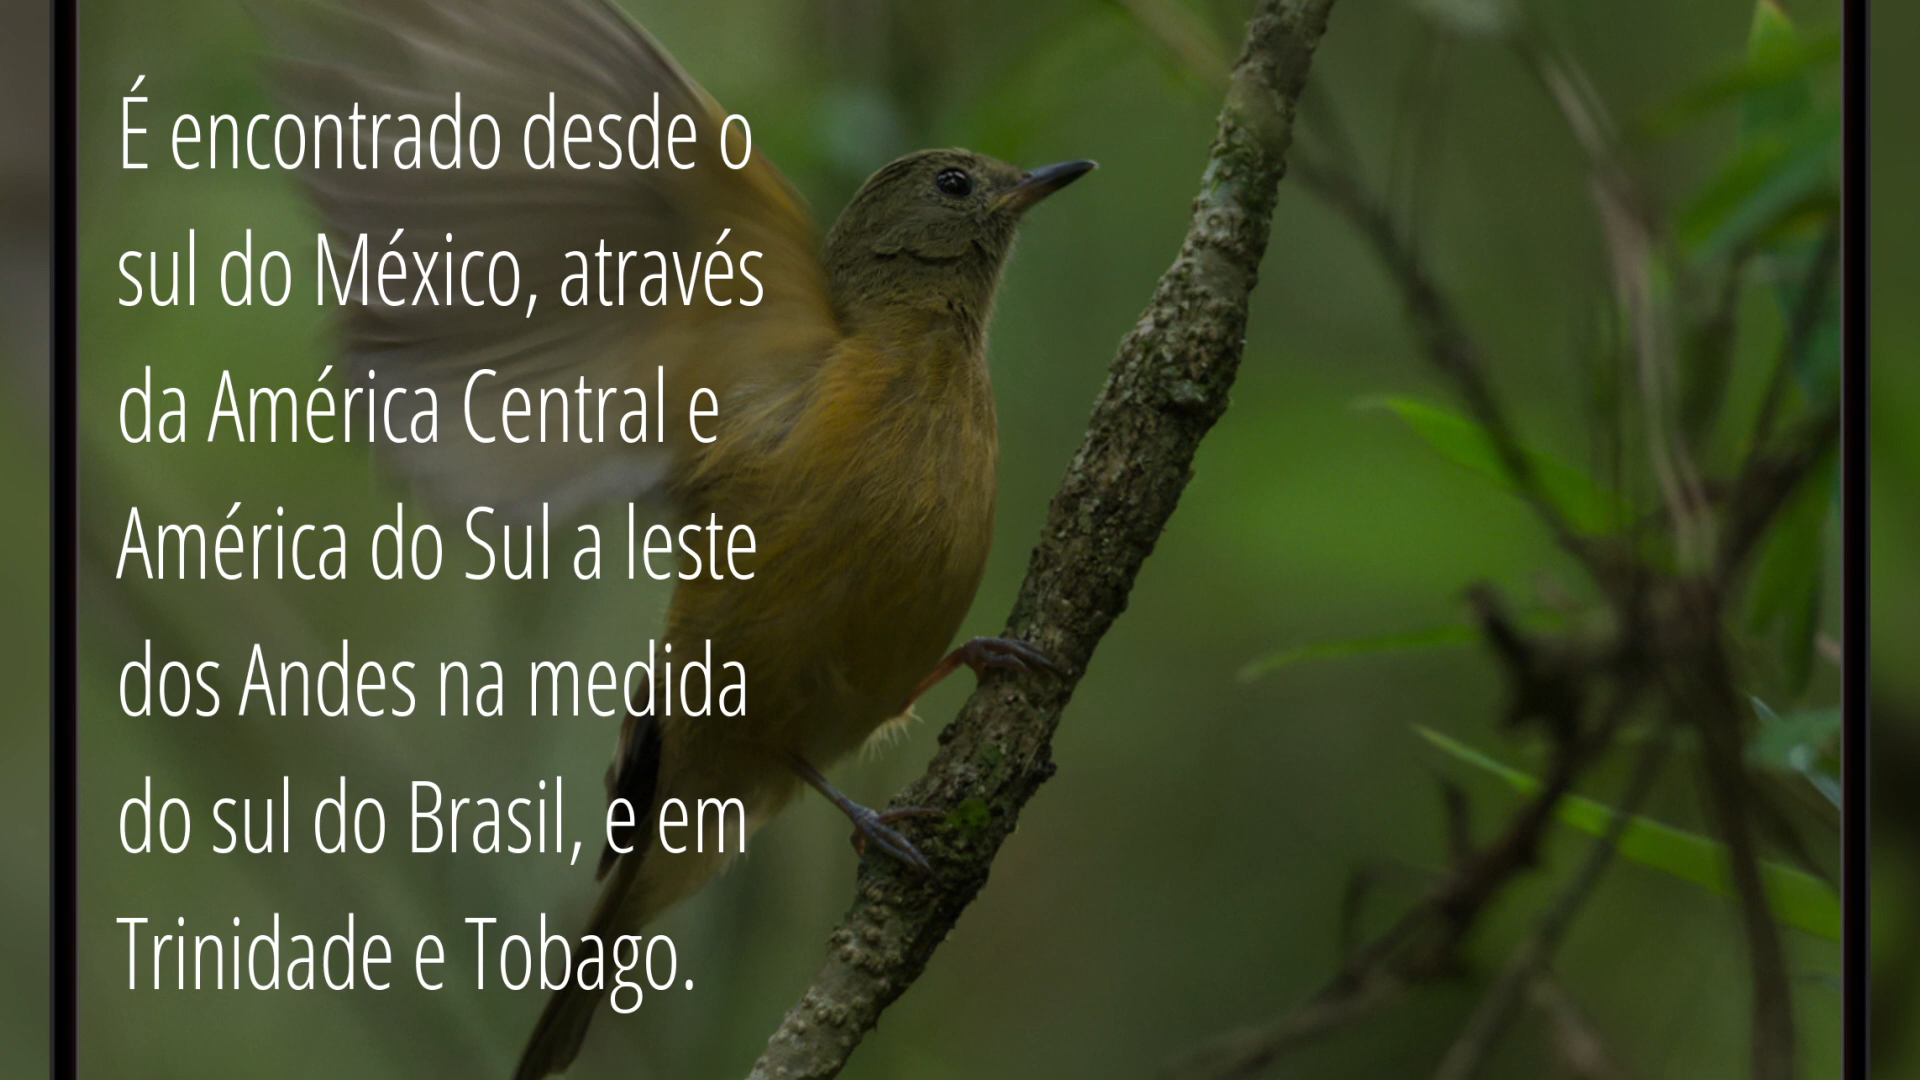 É encontrado desde o
sul do México, através
da América Central e
América do Sul a leste
dos Andes na medida
do sul do Brasil, e em
Trinidade e Tobago.